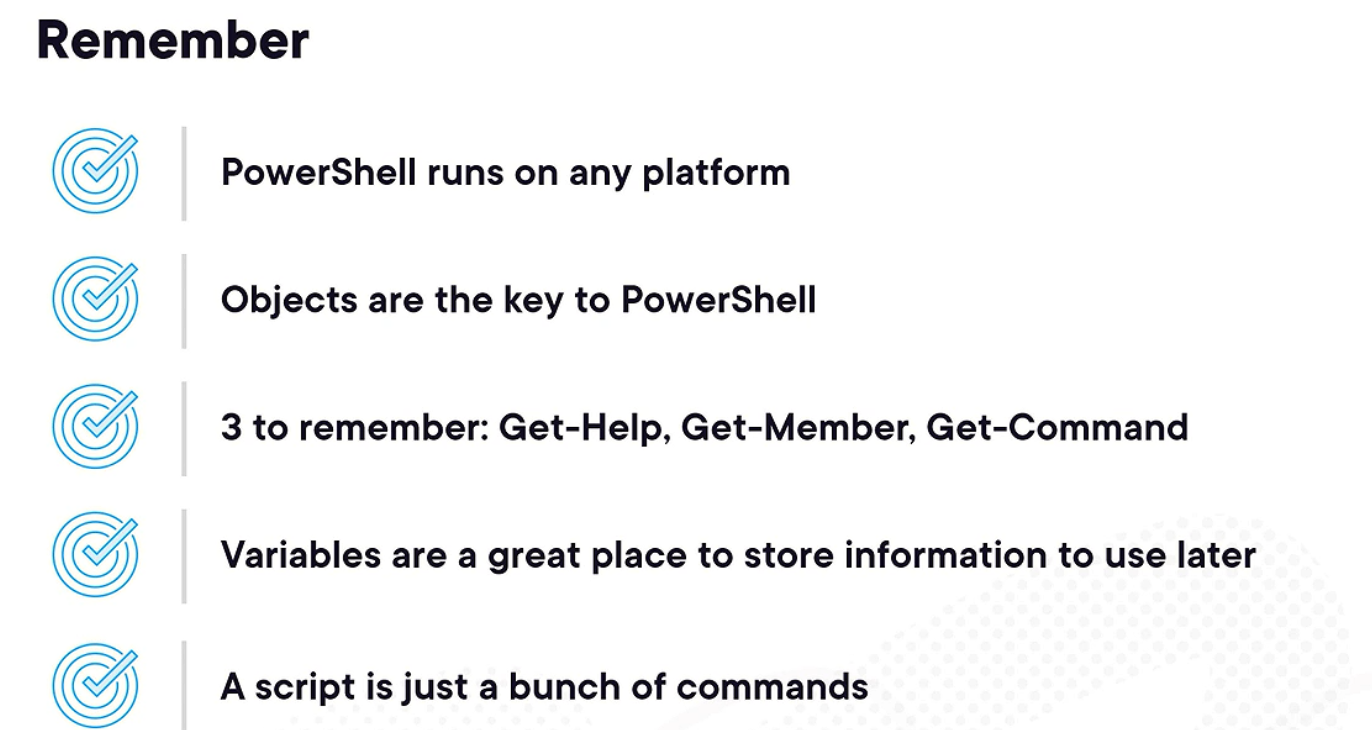 Remember
PowerShell runs on any platform
Objects are the key to PowerShell
3 to remember: Get-Help, Get-Member, Get-Command
Variables are a great place to store information to use later
A script is just a bunch of commands